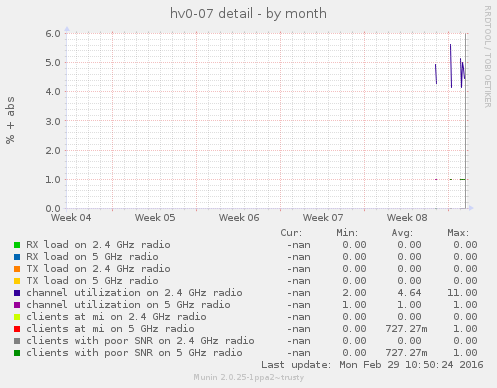 hv0-07 detail - by month
RRDTOOL / TOBI OETIKER
% + abs
6.0
5.0
4.0
3.0
2.0
1.0
0.0
Week 04 Week 05 Week 06 Week 07 Week 08
Cur: Min: Avg: Max:
RX load on 2.4 GHz radio -nan 0.00 0.00 0.00
RX load on 5 GHz radio -nan 0.00 0.00 0.00
TX load on 2.4 GHz radio -nan 0.00 0.00 0.00
TX load on 5 GHz radio -nan 0.00 0.00 0.00
channel utilization on 2.4 GHz radio -nan 2.00 4.64 11.00
channel utilization on 5 GHz radio -nan 1.00 1.00 1.00
clients at mi on 2.4 GHz radio -nan 0.00 0.00 0.00
clients at mi on 5 GHz radio -nan 0.00 727.27m 1.00
clients with poor SNR on 2.4 GHz radio -nan 0.00 0.00 0.00
clients with poor SNR on 5 GHz radio -nan 0.00 727.27m 1.00
Last update: Mon Feb 29 10:50:24 2016
Munin 2.0.25-1ppa2~trusty